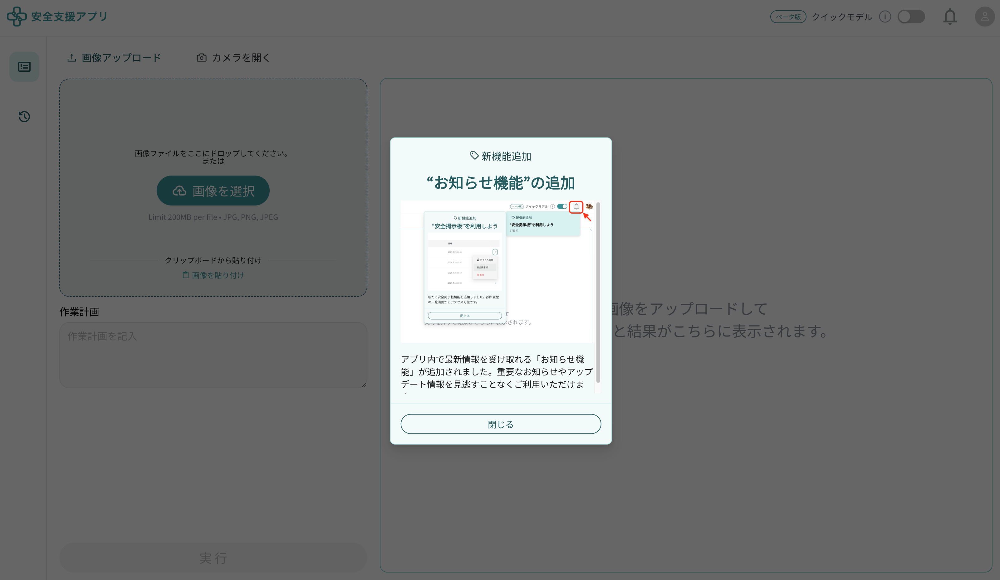 安全支援アプリ
ベータ版 クイックモデル
画像アップロード
カメラを開く
画像ファイルをここにドロップしてください。
または
画像を選択
Limit 200MB per file • JPG, PNG, JPEG
クリップボードから貼り付け
画像を貼り付け
作業計画
作業計画を記入
実行
画像をアップロードして
と結果がこちらに表示されます。
新機能追加
“お知らせ機能”の追加
ベータ版 クイックモデル
新機能追加
“安全掲示板”を利用しよう
37日前
新機能追加
“安全掲示板”を利用しよう
日時
2025.7.23
タイトル編集
2025.7.23
安全掲示板
削除
2025.7.16 11:14
2025.7.14
新たに安全掲示板機能を追加しました。診断履歴
の一覧画面からアクセス可能です。
閉じる
て
示されます。
アプリ内で最新情報を受け取れる「お知らせ機
能」が追加されました。重要なお知らせやアップ
デート情報を見逃すことなくご利用いただけま
閉じる